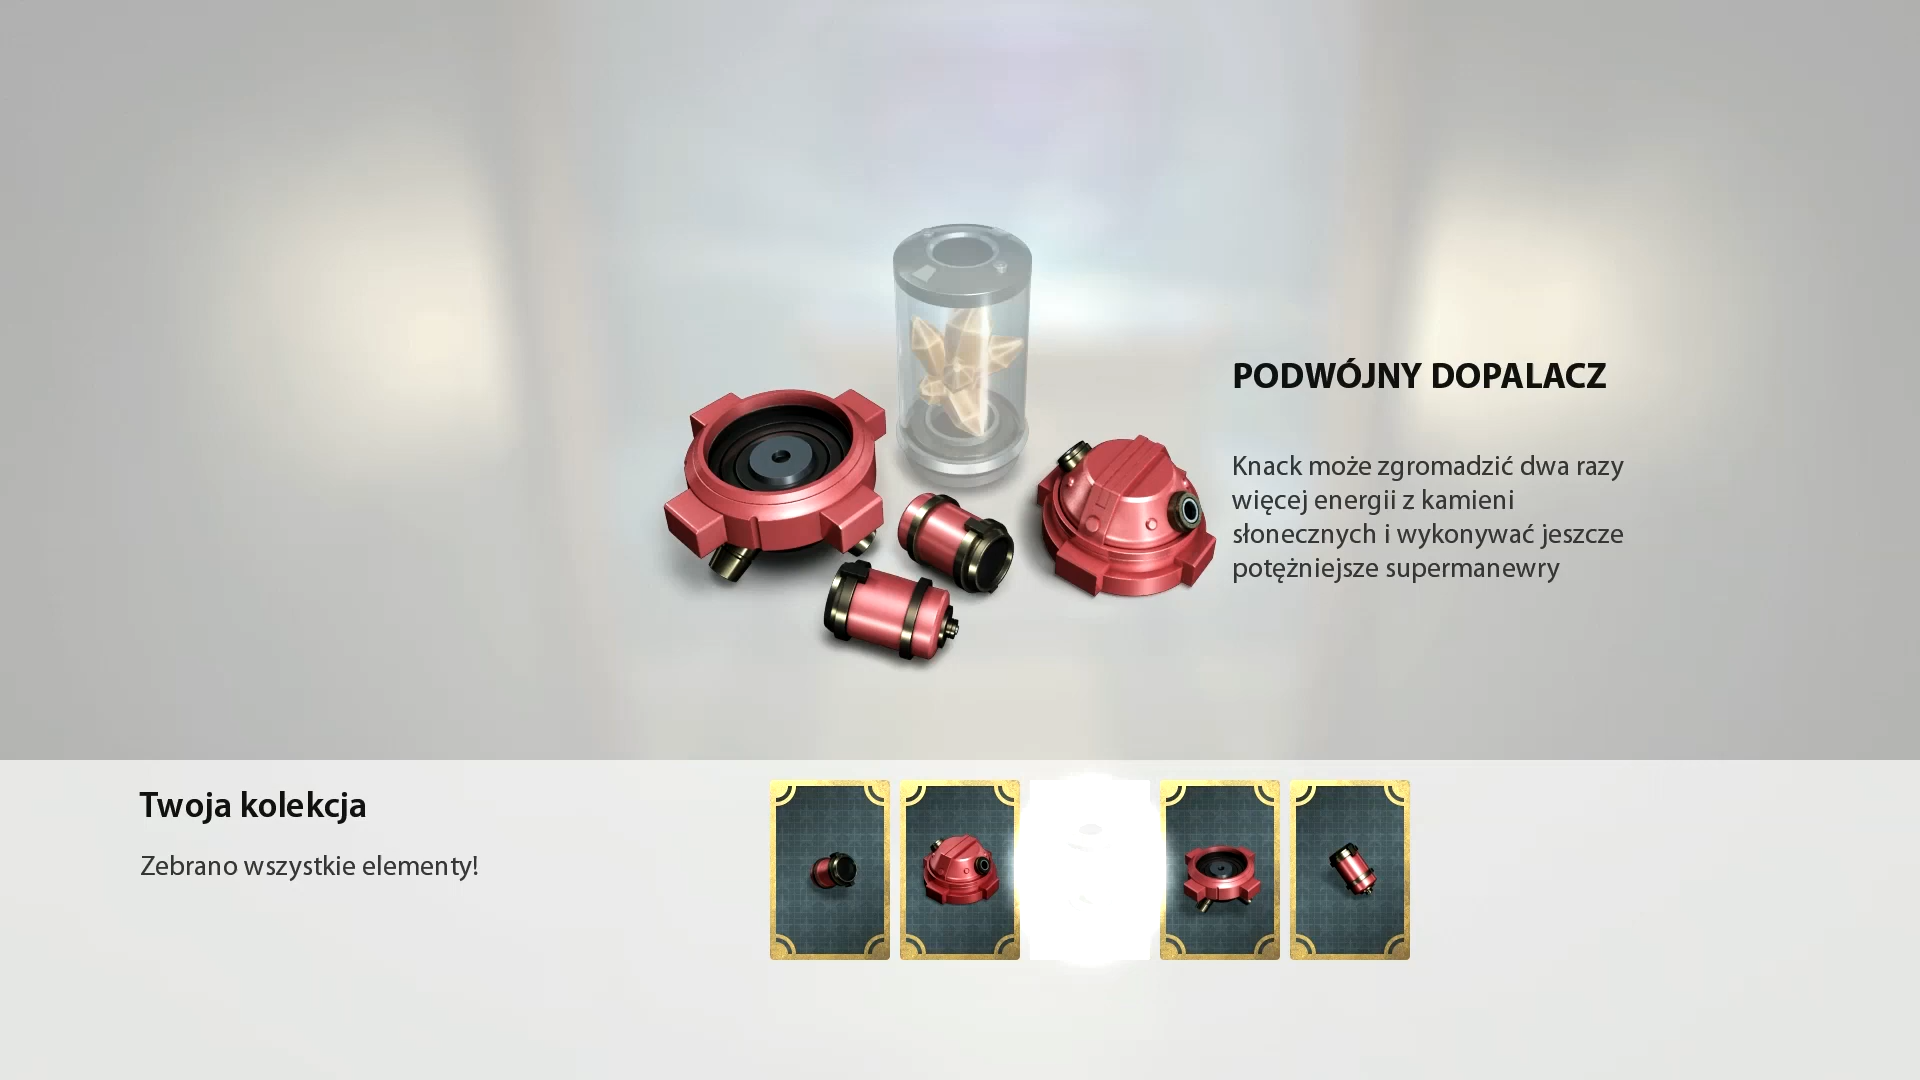 PODWÓJNY DOPALACZ
Knack może zgromadzić dwa razy
więcej energii z kamieni
słonecznych i wykonywać jeszcze
potężniejsze supermanewry
Twoja kolekcja
Zebrano wszystkie elementy!